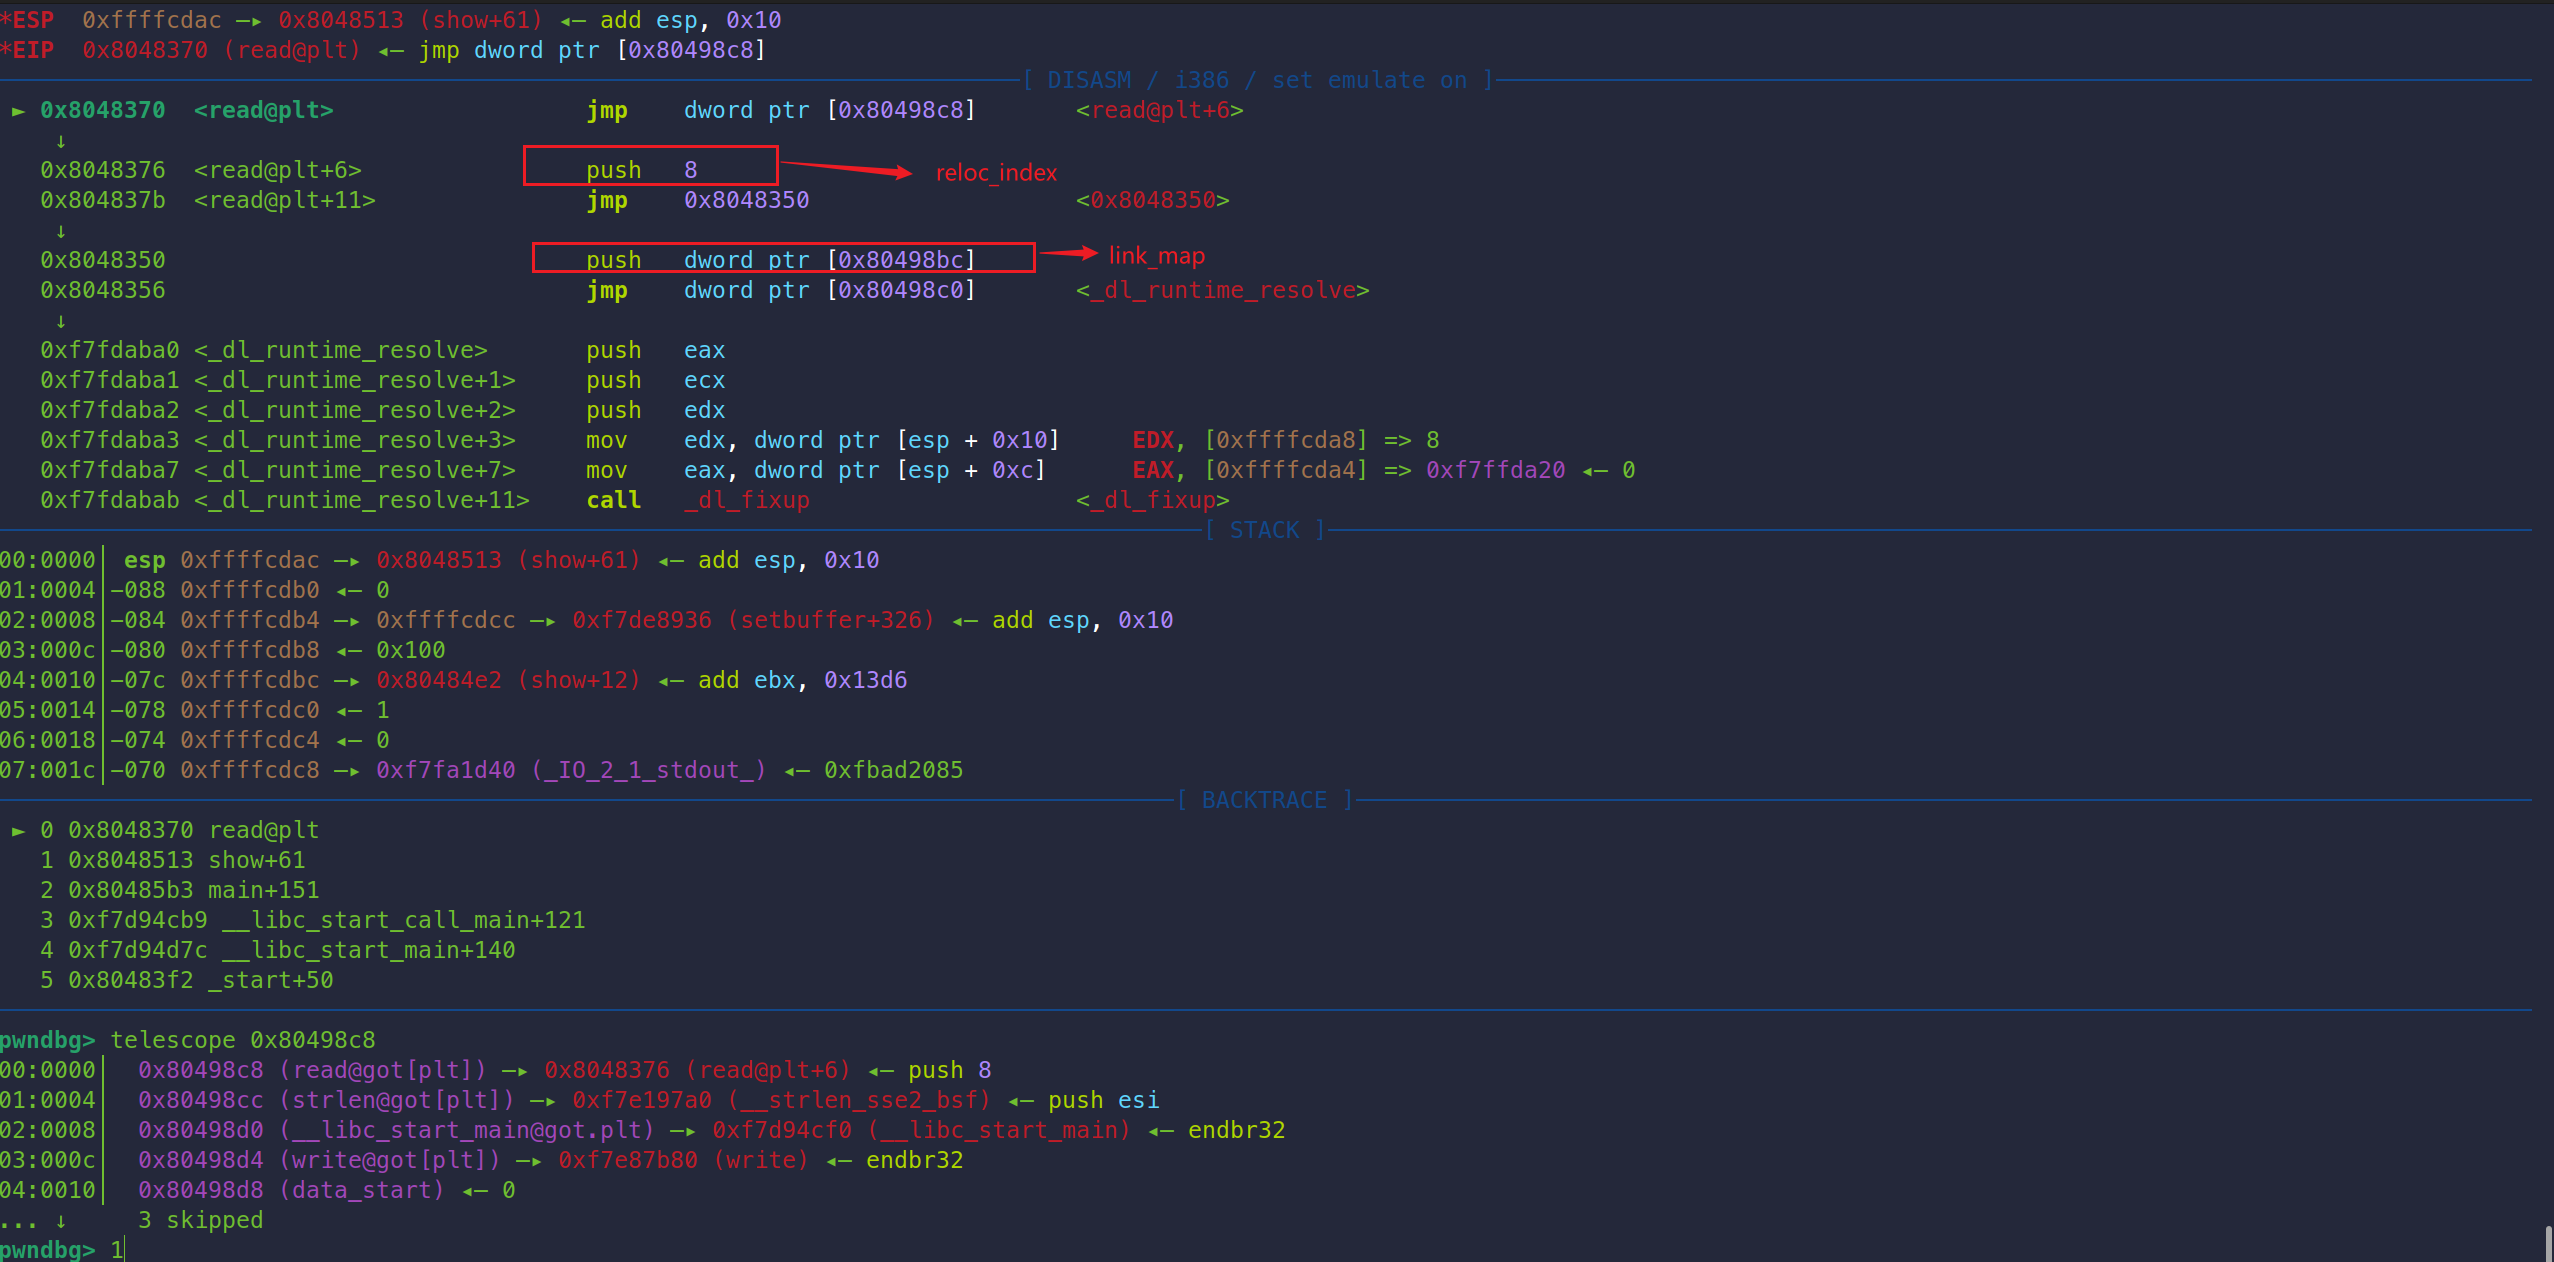 *ESP  0xffffcdac —▸ 0x8048513 (show+61) ◂— add esp, 0x10
*EIP  0x8048370 (read@plt) ◂— jmp dword ptr [0x80498c8]
[ DISASM / i386 / set emulate on ]
► 0x8048370  <read@plt>                  jmp    dword ptr [0x80498c8]       <read@plt+6>
↓
0x8048376  <read@plt+6>                push   8    reloc_index
0x804837b  <read@plt+11>               jmp    0x8048350                   <0x8048350>
↓
0x8048350                              push   dword ptr [0x80498bc]    link_map
0x8048356                              jmp    dword ptr [0x80498c0]       <_dl_runtime_resolve>
↓
0xf7fdaba0 <_dl_runtime_resolve>       push   eax
0xf7fdaba1 <_dl_runtime_resolve+1>     push   ecx
0xf7fdaba2 <_dl_runtime_resolve+2>     push   edx
0xf7fdaba3 <_dl_runtime_resolve+3>     mov    edx, dword ptr [esp + 0x10]     EDX, [0xffffcda8] => 8
0xf7fdaba7 <_dl_runtime_resolve+7>     mov    eax, dword ptr [esp + 0xc]      EAX, [0xffffcda4] => 0xf7ffda20 ◂— 0
0xf7fdabab <_dl_runtime_resolve+11>    call   _dl_fixup                   <_dl_fixup>
[ STACK ]
00:0000│ esp 0xffffcdac —▸ 0x8048513 (show+61) ◂— add esp, 0x10
01:0004│-088 0xffffcdb0 ◂— 0
02:0008│-084 0xffffcdb4 —▸ 0xffffcdcc —▸ 0xf7de8936 (setbuffer+326) ◂— add esp, 0x10
03:000c│-080 0xffffcdb8 ◂— 0x100
04:0010│-07c 0xffffcdbc —▸ 0x80484e2 (show+12) ◂— add ebx, 0x13d6
05:0014│-078 0xffffcdc0 ◂— 1
06:0018│-074 0xffffcdc4 ◂— 0
07:001c│-070 0xffffcdc8 —▸ 0xf7fa1d40 (_IO_2_1_stdout_) ◂— 0xfbad2085
[ BACKTRACE ]
► 0 0x8048370 read@plt
1 0x8048513 show+61
2 0x80485b3 main+151
3 0xf7d94cb9 __libc_start_call_main+121
4 0xf7d94d7c __libc_start_main+140
5 0x80483f2 _start+50
pwndbg> telescope 0x80498c8
00:0000│  0x80498c8 (read@got[plt]) —▸ 0x8048376 (read@plt+6) ◂— push 8
01:0004│  0x80498cc (strlen@got[plt]) —▸ 0xf7e197a0 (__strlen_sse2_bsf) ◂— push esi
02:0008│  0x80498d0 (__libc_start_main@got.plt) —▸ 0xf7d94cf0 (__libc_start_main) ◂— endbr32
03:000c│  0x80498d4 (write@got[plt]) —▸ 0xf7e87b80 (write) ◂— endbr32
04:0010│  0x80498d8 (data_start) ◂— 0
... ↓     3 skipped
pwndbg> 1